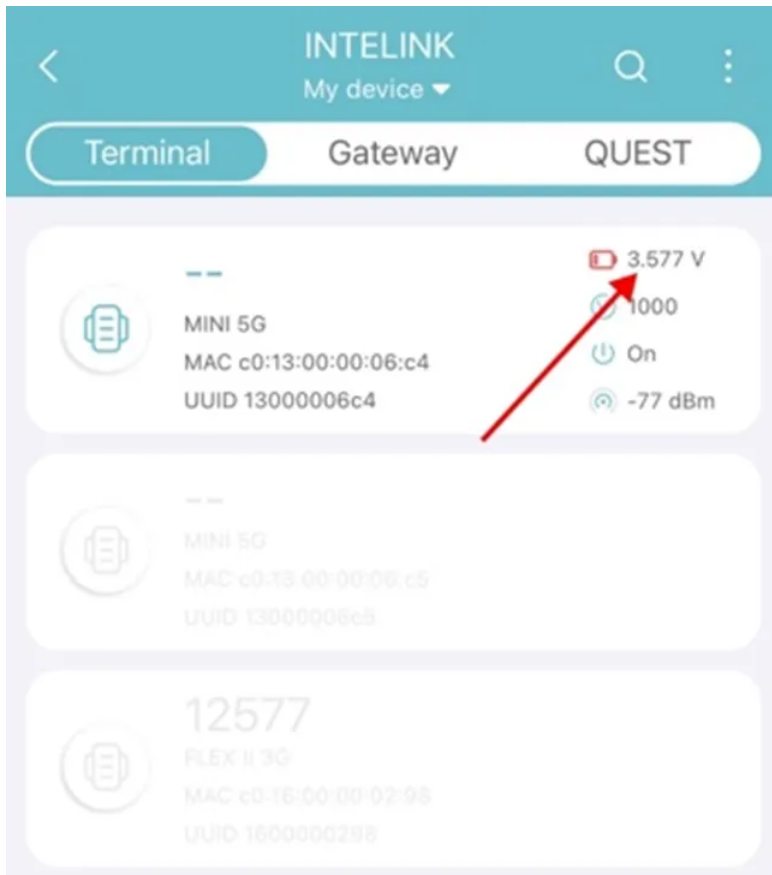 INTELINK
My device
Terminal Gateway QUEST
-- 3.577 V
MINI 5G 1000
MAC c0:13:00:00:06:c4 On
UUID 13000006c4 -77 dBm
--
MINI 5G
MAC c0:13:00:00:06:c5
UUID 13000006c5
12577
FLEX II 3G
MAC c0:16:00:00:02:98
UUID 1600000298